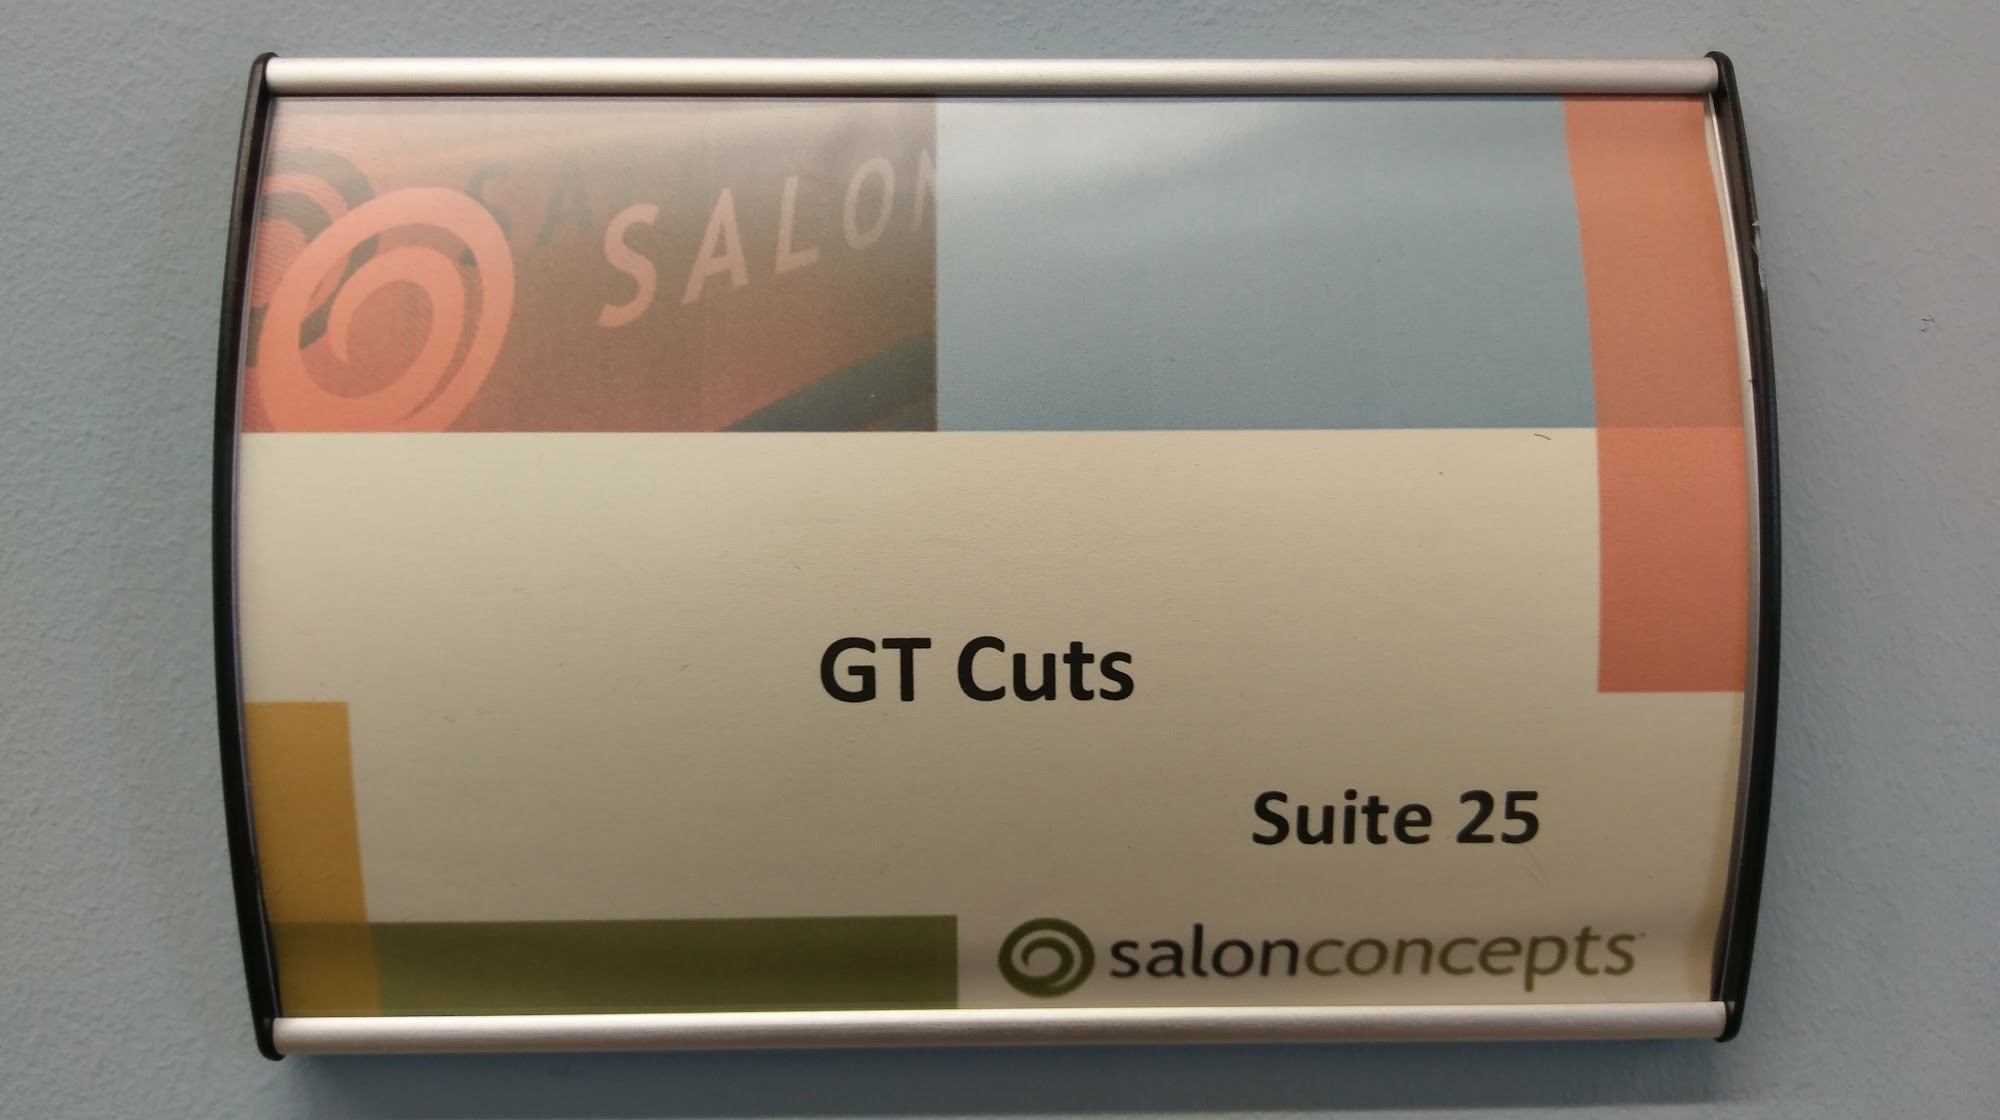 SALON
GT Cuts
Suite 25
salonconcepts